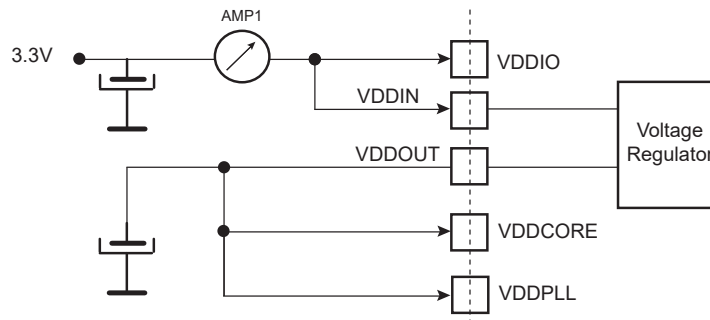 AMP1
3.3V
VDDIO
VDDIN
VDDOUT
Voltage
Regulator
VDDCORE
VDDPLL